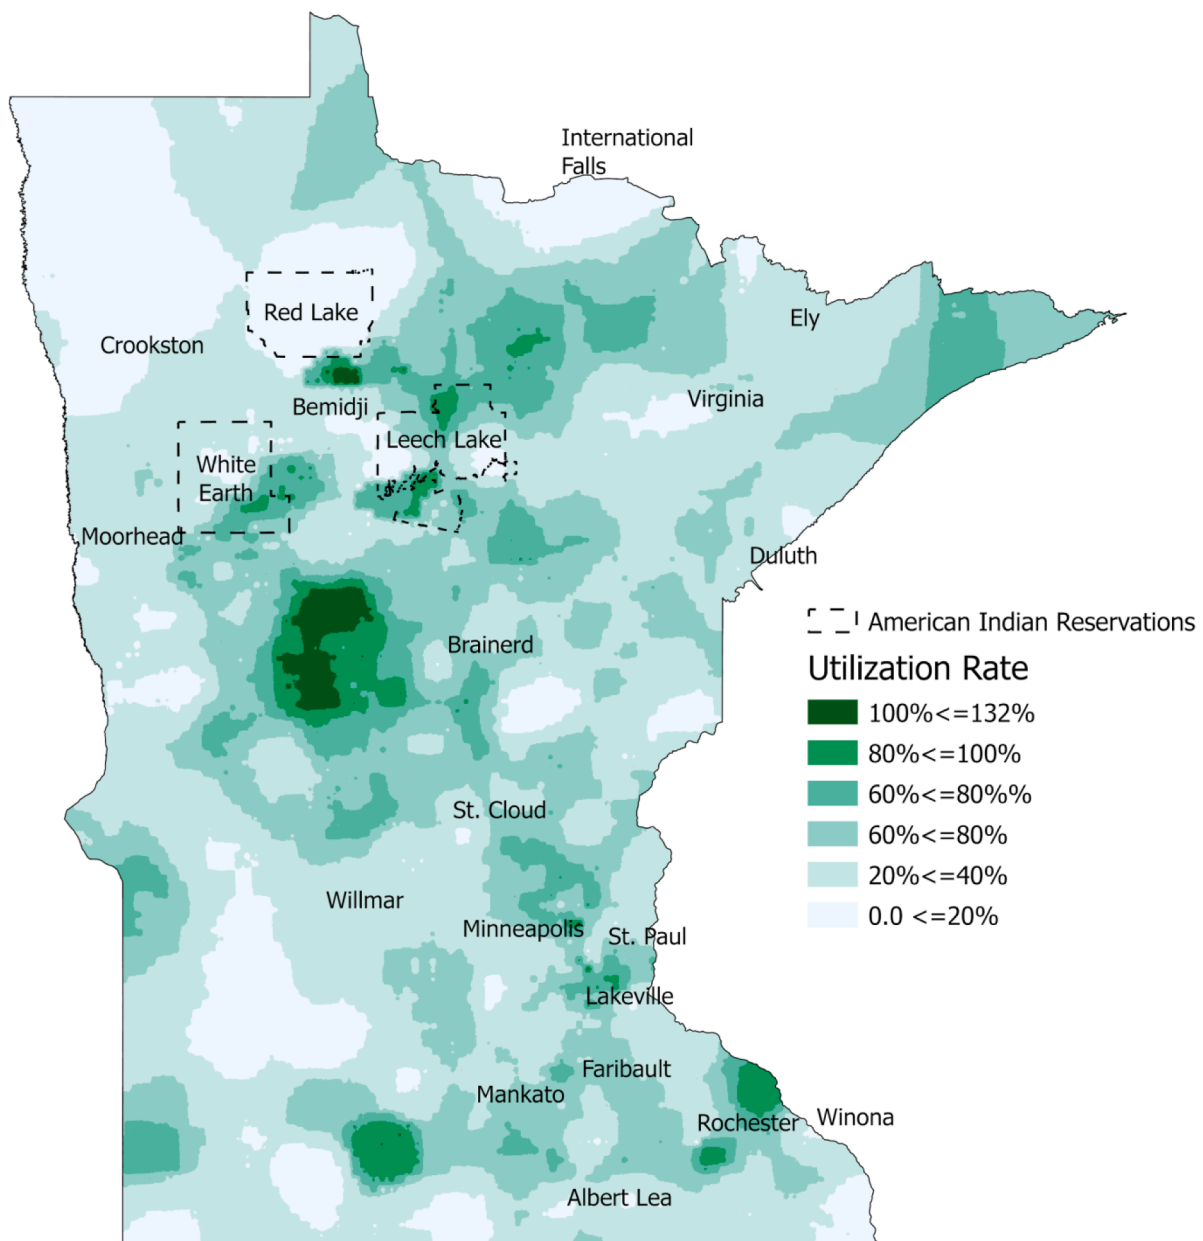 International
Falls
Red Lake
Ely
Crookston
Virginia
Bemidji
Leech Lake
White
Earth
Moorhead
Duluth
American Indian Reservations
Brainerd
Utilization Rate
100%<=132%
80%<=100%
60%<=80%%
60%<=80%
20%<=40%
0.0 <=20%
St. Cloud
Willmar
Minneapolis
St. Paul
Lakeville
Faribault
Mankato
Rochester
Winona
Albert Lea